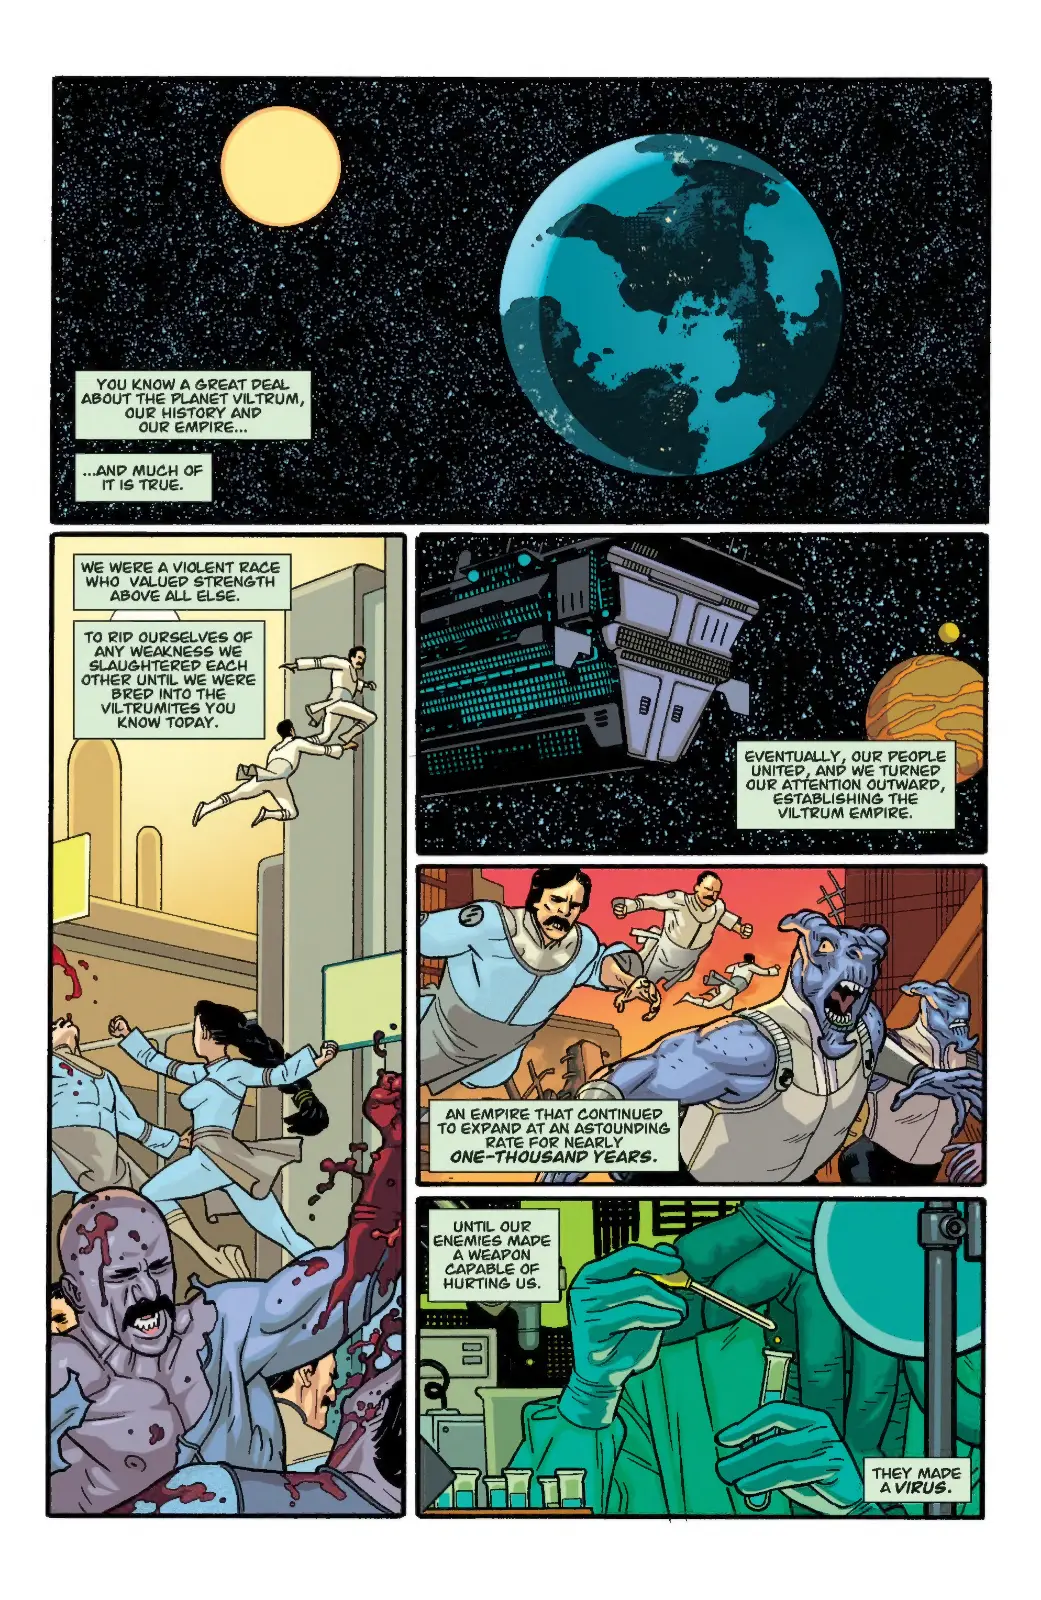 YOU KNOW A GREAT DEAL
ABOUT THE PLANET VILTRUM,
OUR HISTORY AND
OUR EMPIRE...
...AND MUCH OF
IT IS TRUE.
WE WERE A VIOLENT RACE
WHO VALUED STRENGTH
ABOVE ALL ELSE.
TO RID OURSELVES OF
ANY WEAKNESS WE
SLAUGHTERED EACH
OTHER UNTIL WE WERE
BRED INTO THE
VILTRUMITES YOU
KNOW TODAY.
EVENTUALLY, OUR PEOPLE
UNITED, AND WE TURNED
OUR ATTENTION OUTWARD,
ESTABLISHING THE
VILTRUM EMPIRE.
AN EMPIRE THAT CONTINUED
TO EXPAND AT AN ASTOUNDING
RATE FOR NEARLY
ONE-THOUSAND YEARS.
UNTIL OUR
ENEMIES MADE
A WEAPON
CAPABLE OF
HURTING US.
THEY MADE
A VIRUS.